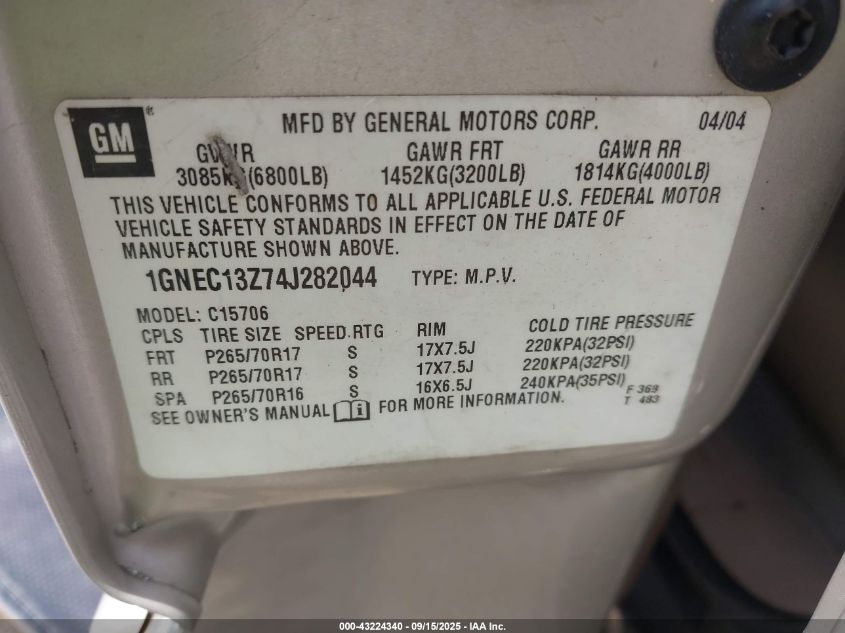 GM
MFD BY GENERAL MOTORS CORP. 04/04
GVWR GAWR FRT GAWR RR
3085KG(6800LB) 1452KG(3200LB) 1814KG(4000LB)
THIS VEHICLE CONFORMS TO ALL APPLICABLE U.S. FEDERAL MOTOR
VEHICLE SAFETY STANDARDS IN EFFECT ON THE DATE OF
MANUFACTURE SHOWN ABOVE.
1GNEC13Z74J282044 TYPE: M.P.V.
MODEL: C15706
CPLS TIRE SIZE SPEED RTG RIM COLD TIRE PRESSURE
FRT P265/70R17 S 17X7.5J 220KPA(32PSI)
RR P265/70R17 S 17X7.5J 220KPA(32PSI)
SPA P265/70R16 S 16X6.5J 240KPA(35PSI)
SEE OWNER'S MANUAL FOR MORE INFORMATION.
F 369
T 483
000-43224340 - 09/15/2025 - IAA Inc.